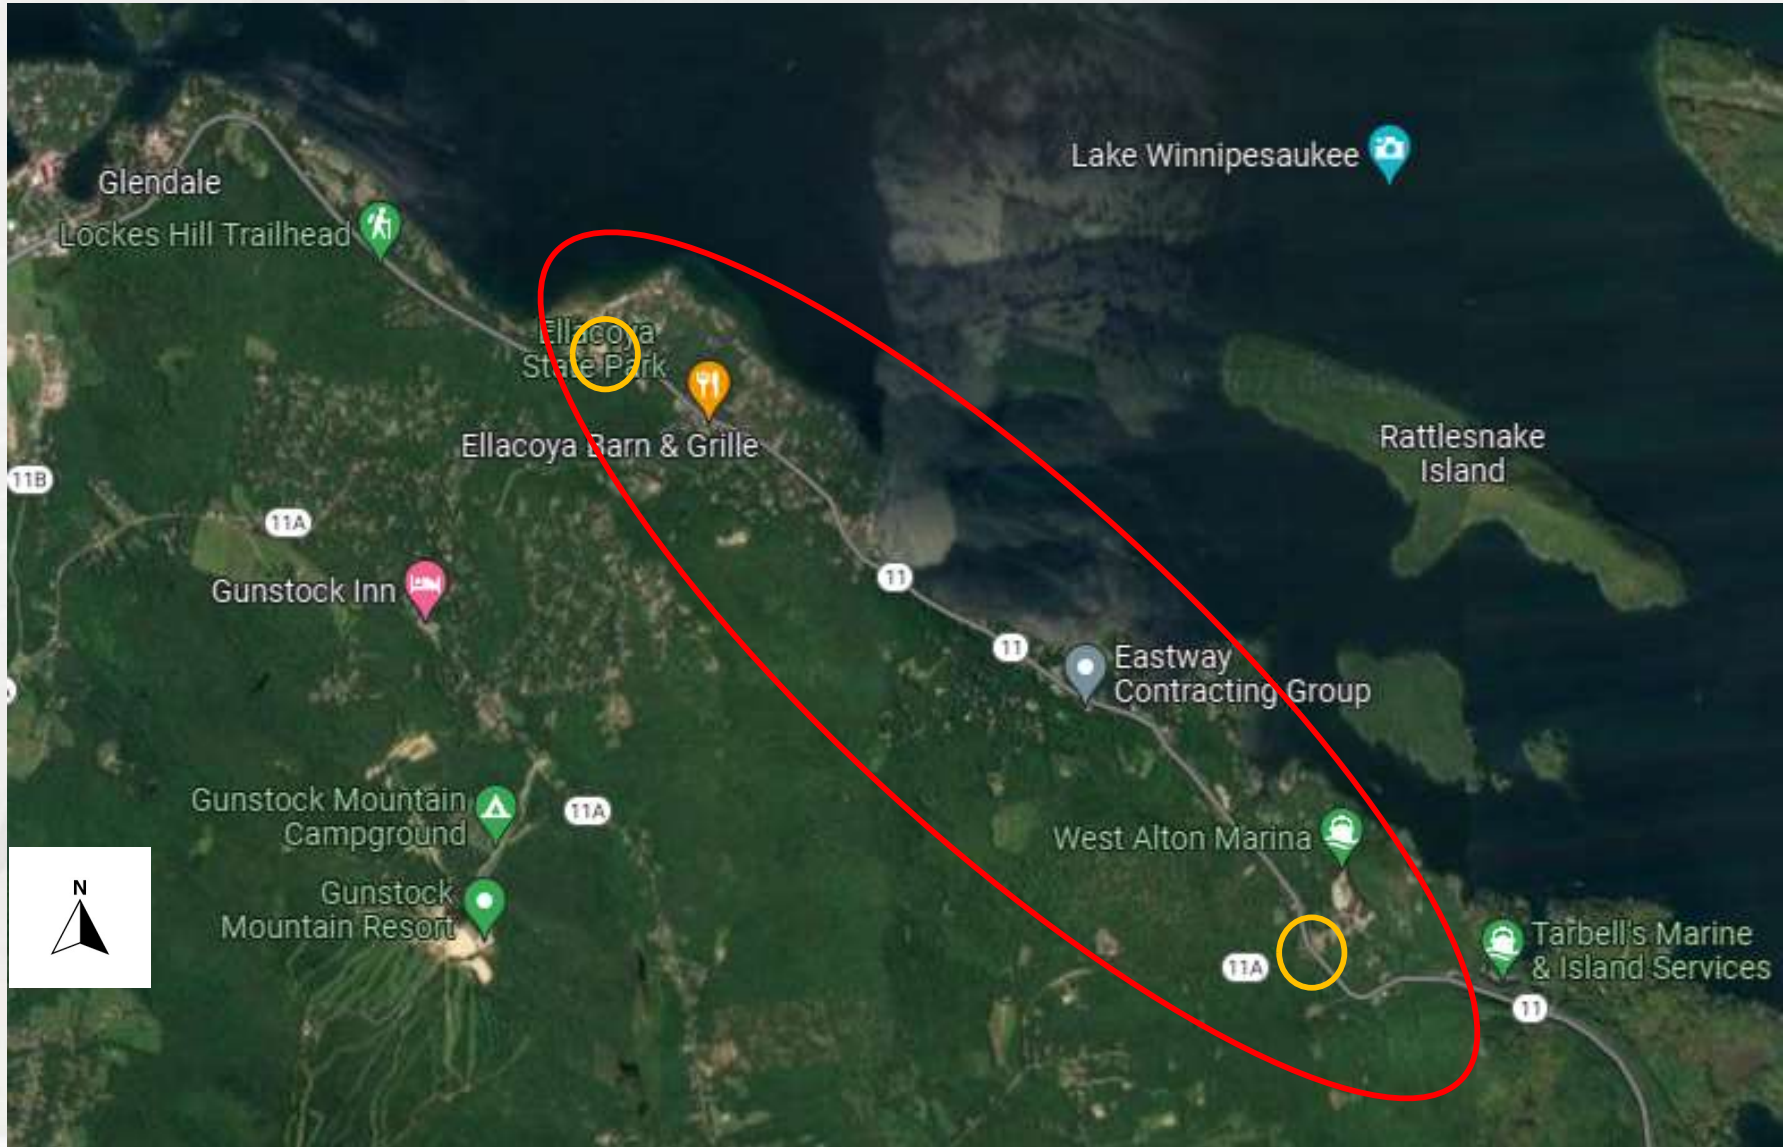 Lake Winnipesaukee
Glendale
Lockes Hill Trailhead
Ellacoya
State Park
Ellacoya Barn & Grille
Rattlesnake
Island
11B
11A
Gunstock Inn
11
11
Eastway
Contracting Group
Gunstock Mountain
Campground
11A
West Alton Marina
N
Gunstock
Mountain Resort
11A
Tarbell's Marine
& Island Services
11